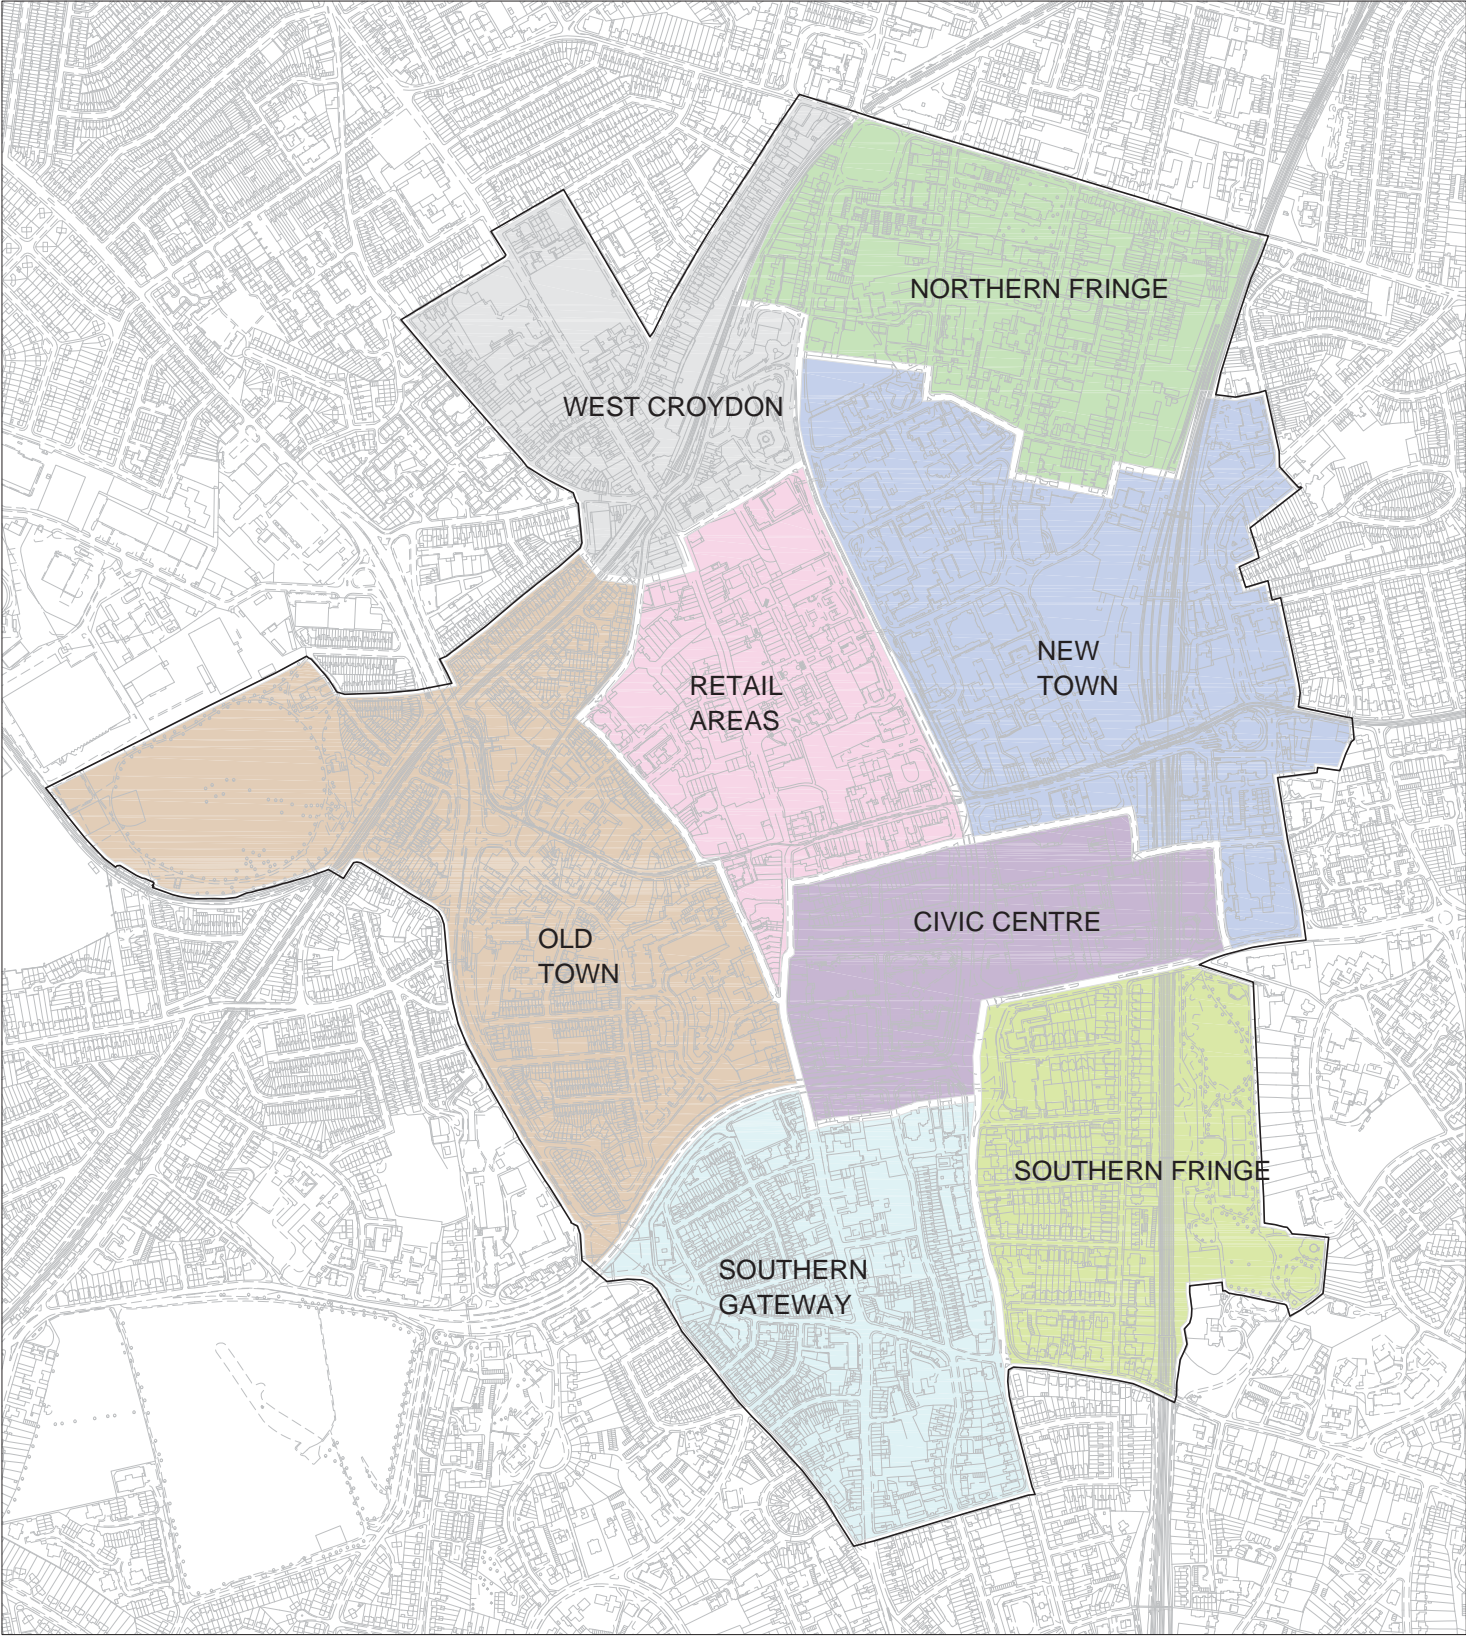 NORTHERN FRINGE
WEST CROYDON
NEW
TOWN
RETAIL
AREAS
CIVIC CENTRE
OLD
TOWN
SOUTHERN FRINGE
SOUTHERN
GATEWAY